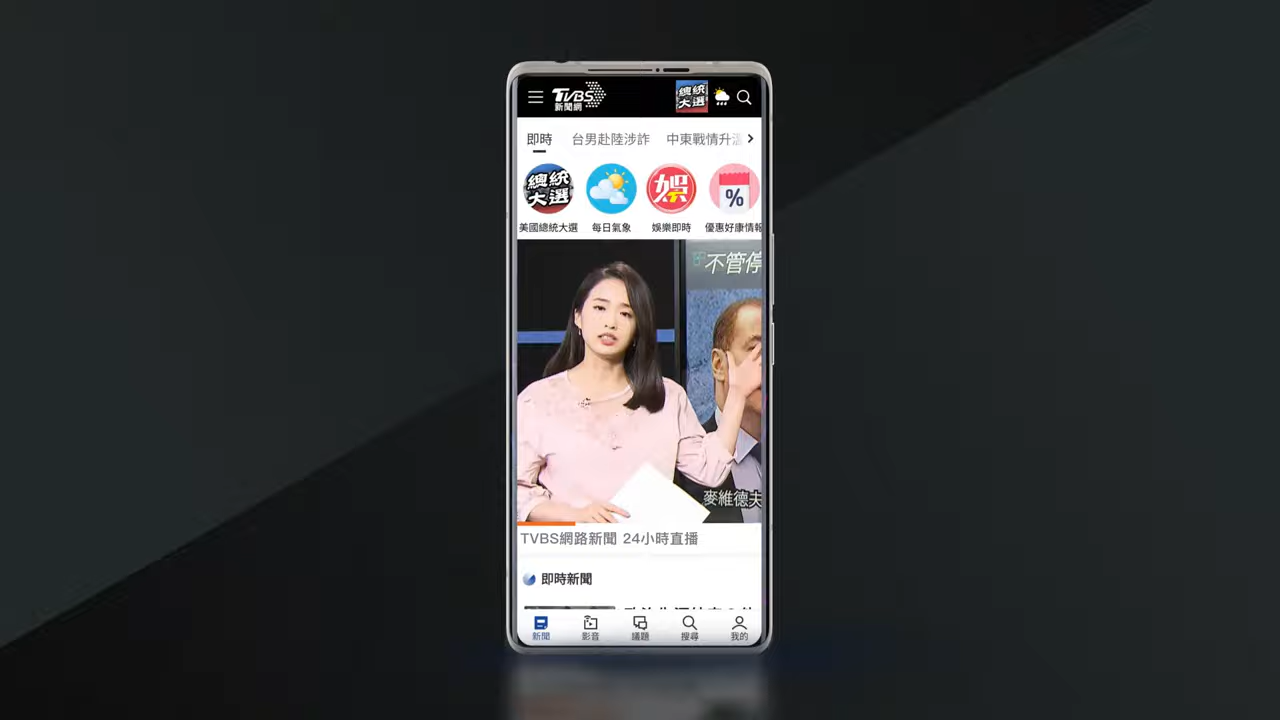 TVBS
新聞網
總統
大選
即時 台男赴陸涉詐 中東戰情升溫
總統
大選
娛
%
美國總統大選 每日氣象 娛樂即時 優惠好康情報
不管停
麥維德夫
TVBS網路新聞 24小時直播
即時新聞
新聞 影音 議題 搜尋 我的